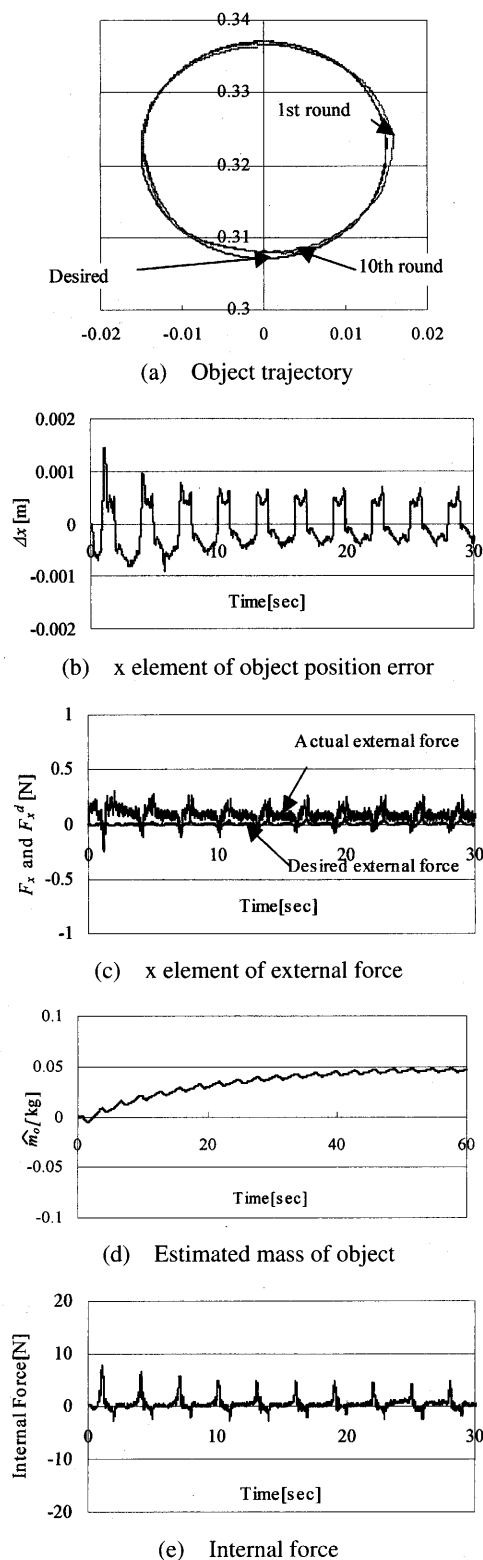 0.34
0.33
1st round
0.32
0.31
Desired
10th round
0.3
-0.02 -0.01 0 0.01 0.02
(a) Object trajectory
0.002
0.001
0
-0.001
-0.002
Δx [m]
0 10 20 30
Time[sec]
(b) x element of object position error
1
0.5
0
-0.5
-1
Fx and Fx^d [N]
Actual external force
0 10 20 30
Desired external force
Time[sec]
(c) x element of external force
0.1
0.05
0
-0.05
-0.1
m̂o[kg]
0 20 40 60
Time[sec]
(d) Estimated mass of object
20
10
0
-10
-20
Internal Force[N]
0 10 20 30
Time[sec]
(e) Internal force